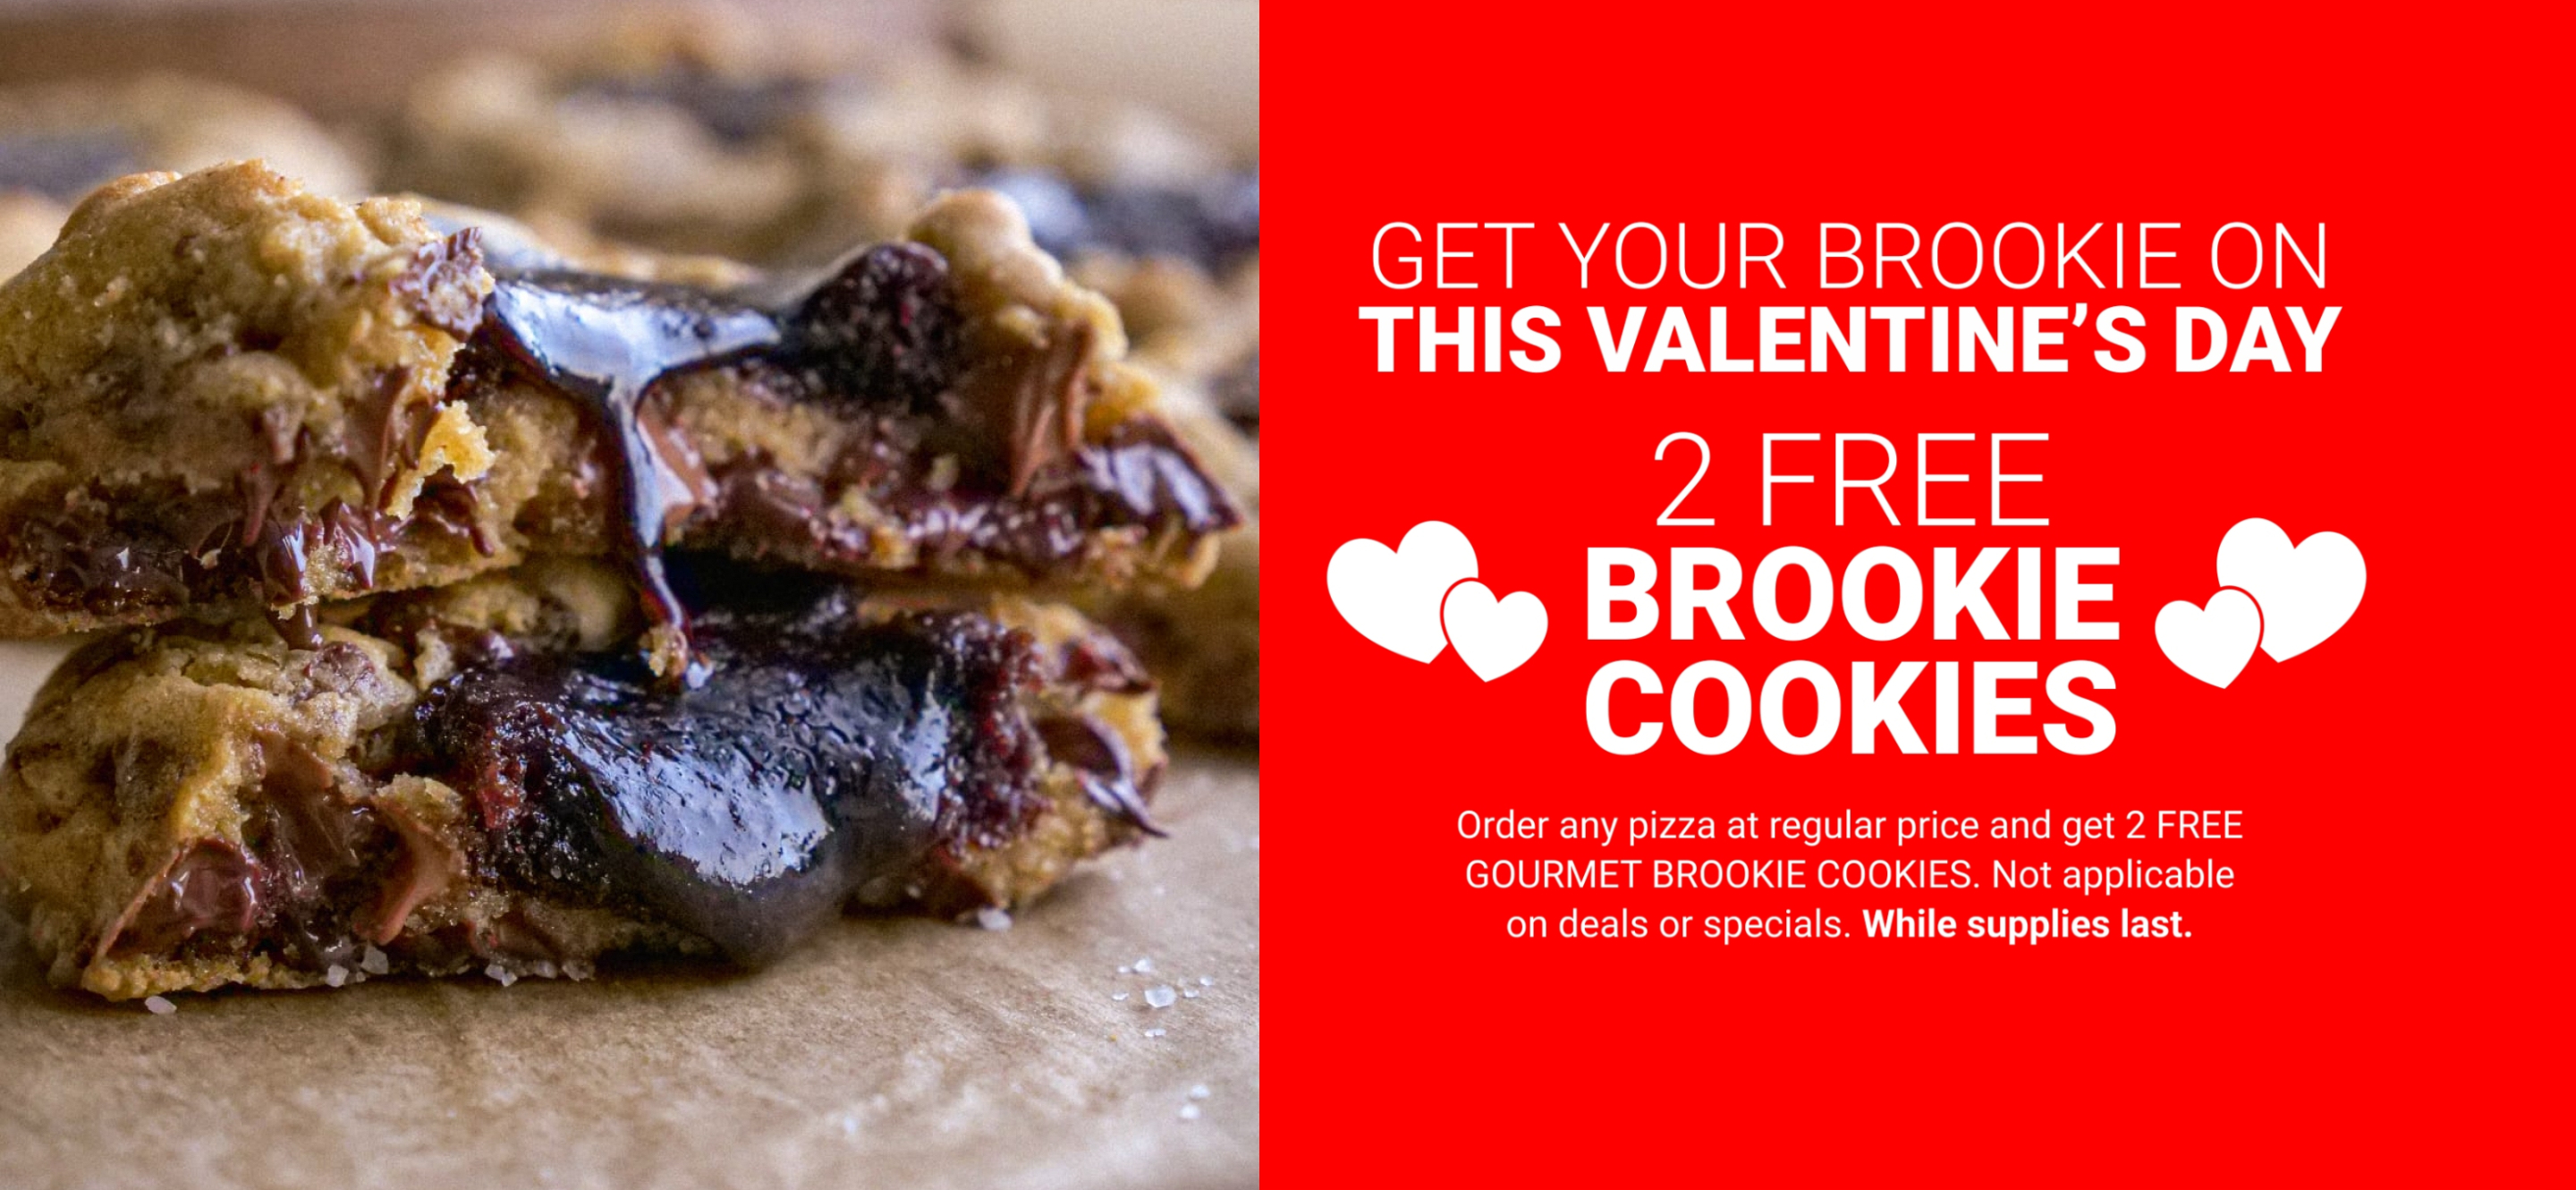 GET YOUR BROOKIE ON
THIS VALENTINE’S DAY
2 FREE
BROOKIE
COOKIES
Order any pizza at regular price and get 2 FREE
GOURMET BROOKIE COOKIES. Not applicable
on deals or specials. While supplies last.